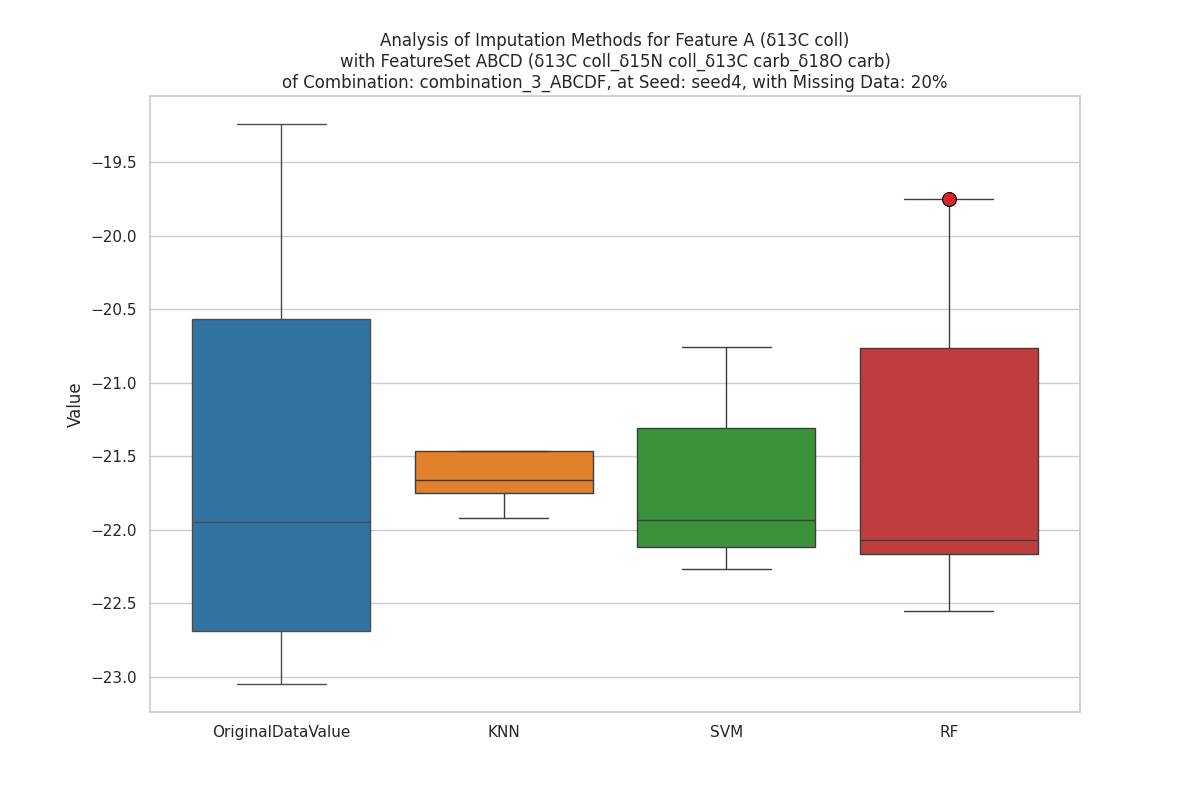 Analysis of Imputation Methods for Feature A (δ13C coll)
with FeatureSet ABCD (δ13C coll_δ15N coll_δ13C carb_δ18O carb)
of Combination: combination_3_ABCDF, at Seed: seed4, with Missing Data: 20%
−19.5
−20.0
−20.5
−21.0
−21.5
−22.0
−22.5
−23.0
Value
OriginalDataValue
KNN
SVM
RF